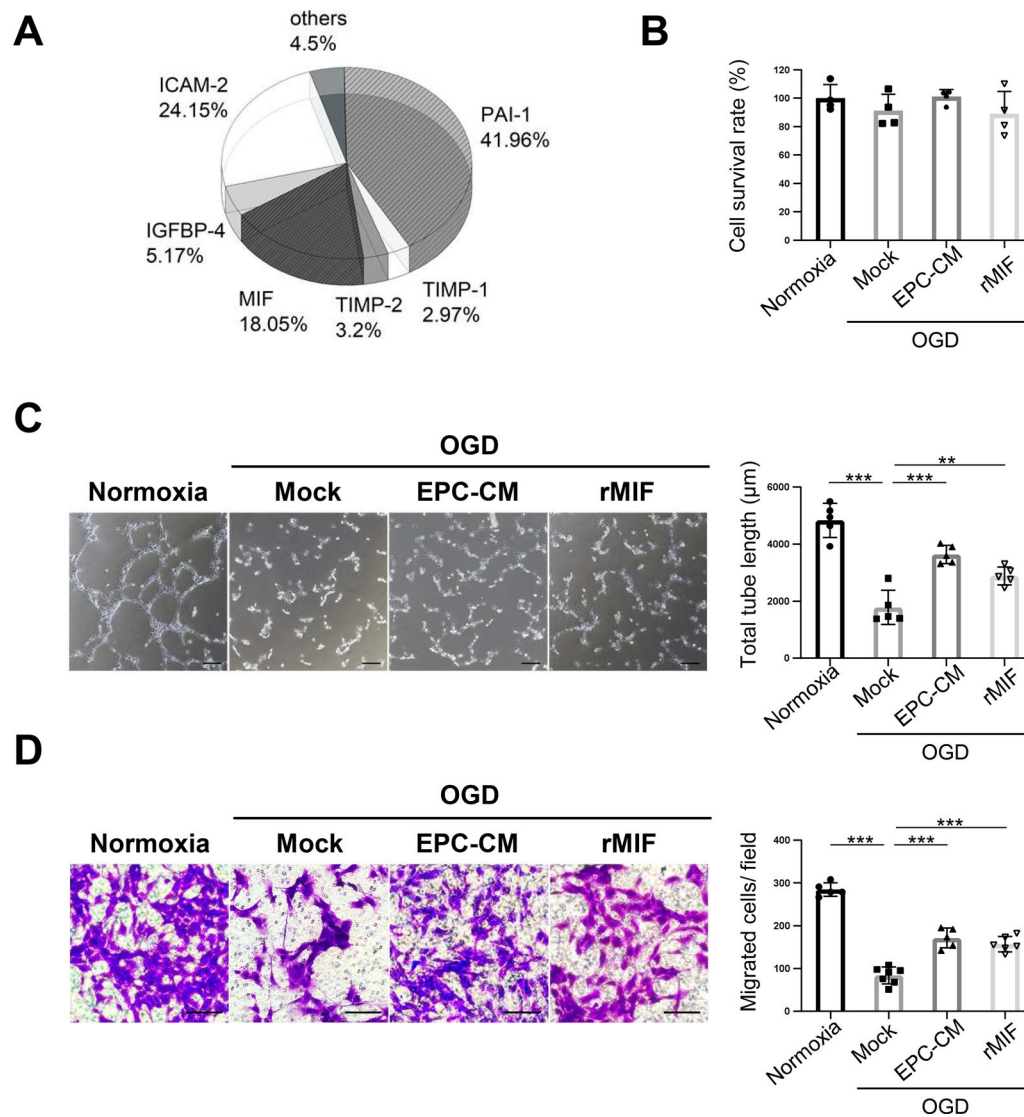 A
others
4.5%
ICAM-2
24.15%
PAI-1
41.96%
IGFBP-4
5.17%
MIF
18.05%
TIMP-2
3.2%
TIMP-1
2.97%
B
Cell survival rate (%)
120
100
80
60
40
20
0
Normoxia
Mock
EPC-CM
rMIF
OGD
C
OGD
Normoxia
Mock
EPC-CM
rMIF
Total tube length (μm)
6000
4000
2000
0
***
***
**
Normoxia
Mock
EPC-CM
rMIF
OGD
D
OGD
Normoxia
Mock
EPC-CM
rMIF
Migrated cells/ field
400
300
200
100
0
***
***
***
Normoxia
Mock
EPC-CM
rMIF
OGD